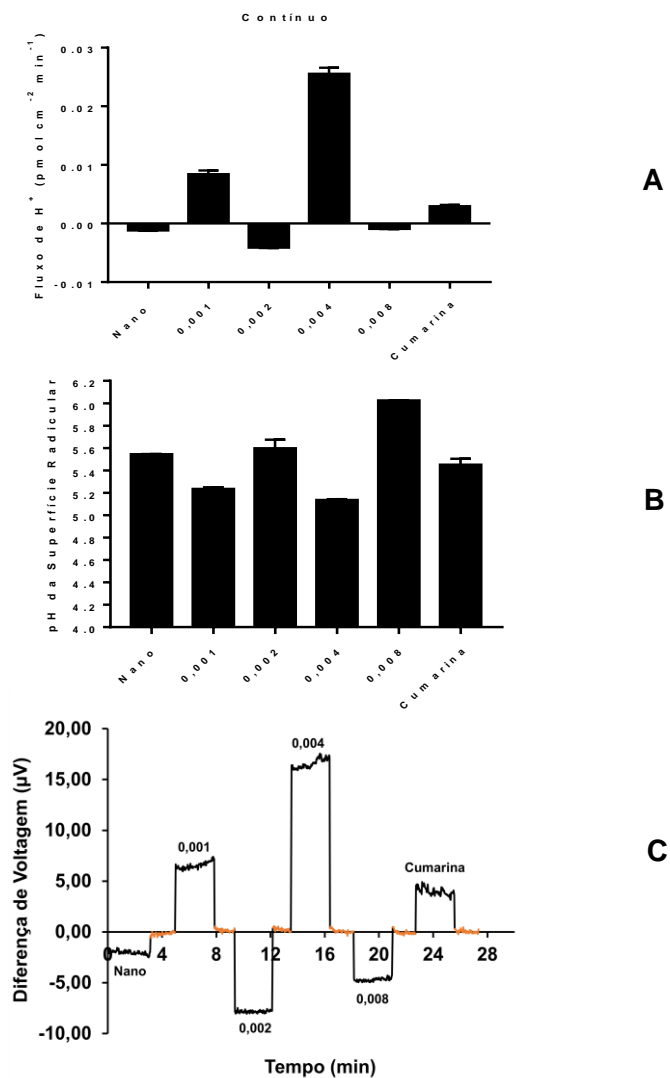 Contínuo
Fluxo de H⁺ (pmol cm⁻² min⁻¹)
0.03
0.02
0.01
0.00
-0.01
Nano
0,001
0,002
0,004
0,008
Cumarina
A
pH da Superfície Radicular
6.2
6.0
5.8
5.6
5.4
5.2
5.0
4.8
4.6
4.4
4.2
4.0
Nano
0,001
0,002
0,004
0,008
Cumarina
B
Diferença de Voltagem (µV)
20,00
15,00
10,00
5,00
0,00
-5,00
-10,00
0,004
0,001
Cumarina
0 4 8 12 16 20 24 28
Nano
0,008
0,002
C
Tempo (min)